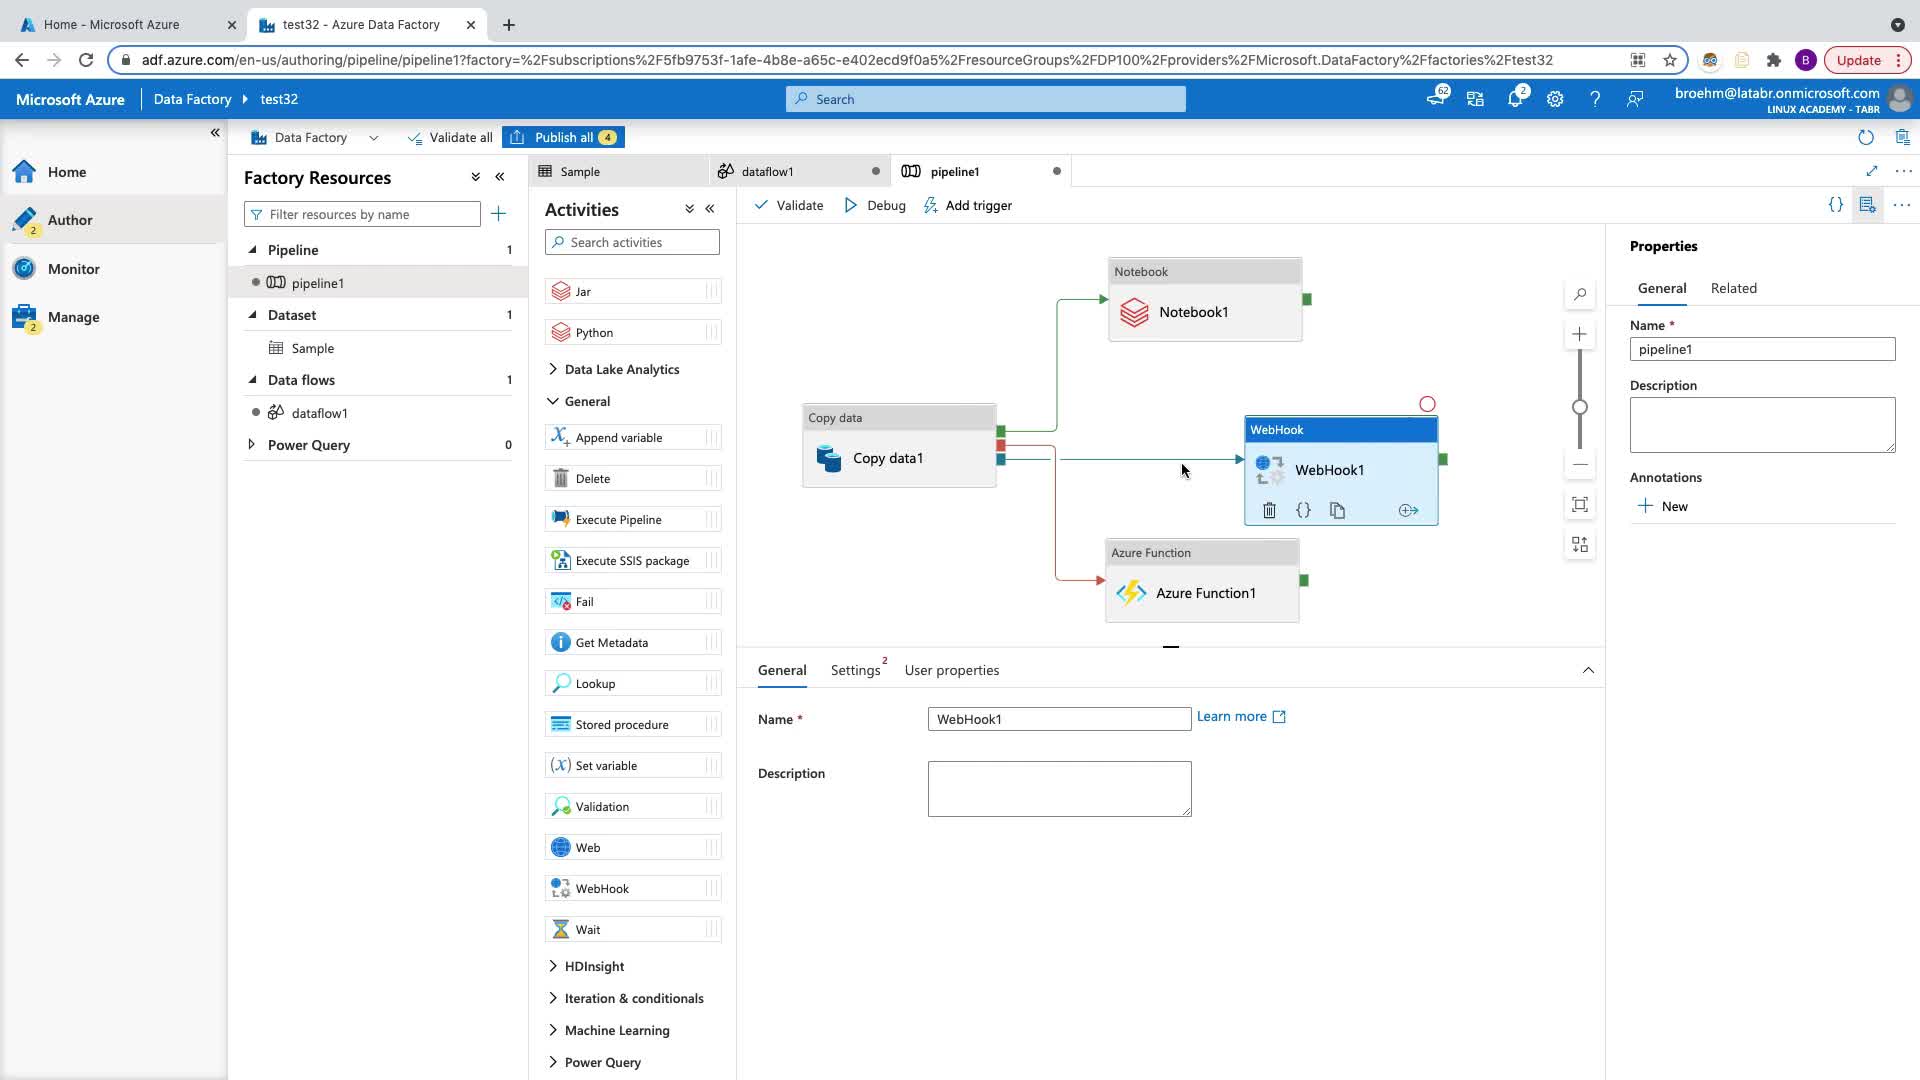 Home - Microsoft Azure
test32 - Azure Data Factory
adf.azure.com/en-us/authoring/pipeline/pipeline1?factory=%2Fsubscriptions%2F5fb9753f-1afe-4b8e-a65c-e402ecd9f0a5%2FresourceGroups%2FDP100%2Fproviders%2FMicrosoft.DataFactory%2Ffactories%2Ftest32
B
Update
Microsoft Azure
Data Factory
test32
Search
62
2
broehm@latabr.onmicrosoft.com
LINUX ACADEMY - TABR
Data Factory
Validate all
Publish all
4
Home
Author
2
Monitor
Manage
2
Factory Resources
Filter resources by name
Pipeline 1
pipeline1
Dataset 1
Sample
Data flows 1
dataflow1
Power Query 0
Sample
dataflow1
pipeline1
Activities
Search activities
Jar
Python
Data Lake Analytics
General
Append variable
Delete
Execute Pipeline
Execute SSIS package
Fail
Get Metadata
Lookup
Stored procedure
Set variable
Validation
Web
WebHook
Wait
HDInsight
Iteration & conditionals
Machine Learning
Power Query
Validate
Debug
Add trigger
Notebook
Notebook1
Copy data
Copy data1
WebHook
WebHook1
Azure Function
Azure Function1
General
Settings 2
User properties
Name *
WebHook1
Learn more
Description
Properties
General
Related
Name *
pipeline1
Description
Annotations
New